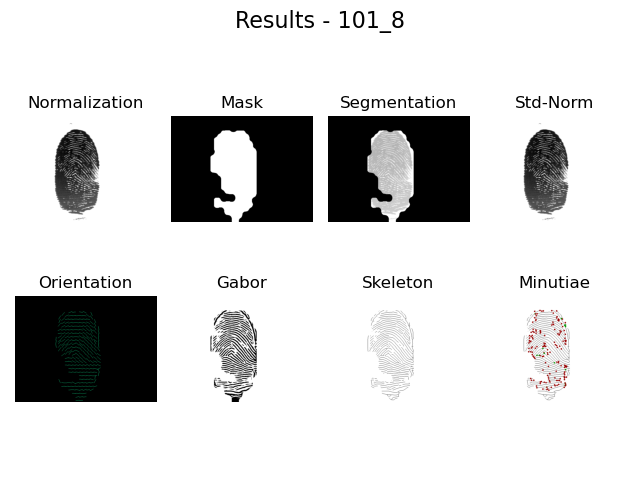 Results - 101_8
Normalization
Mask
Segmentation
Std-Norm
Orientation
Gabor
Skeleton
Minutiae